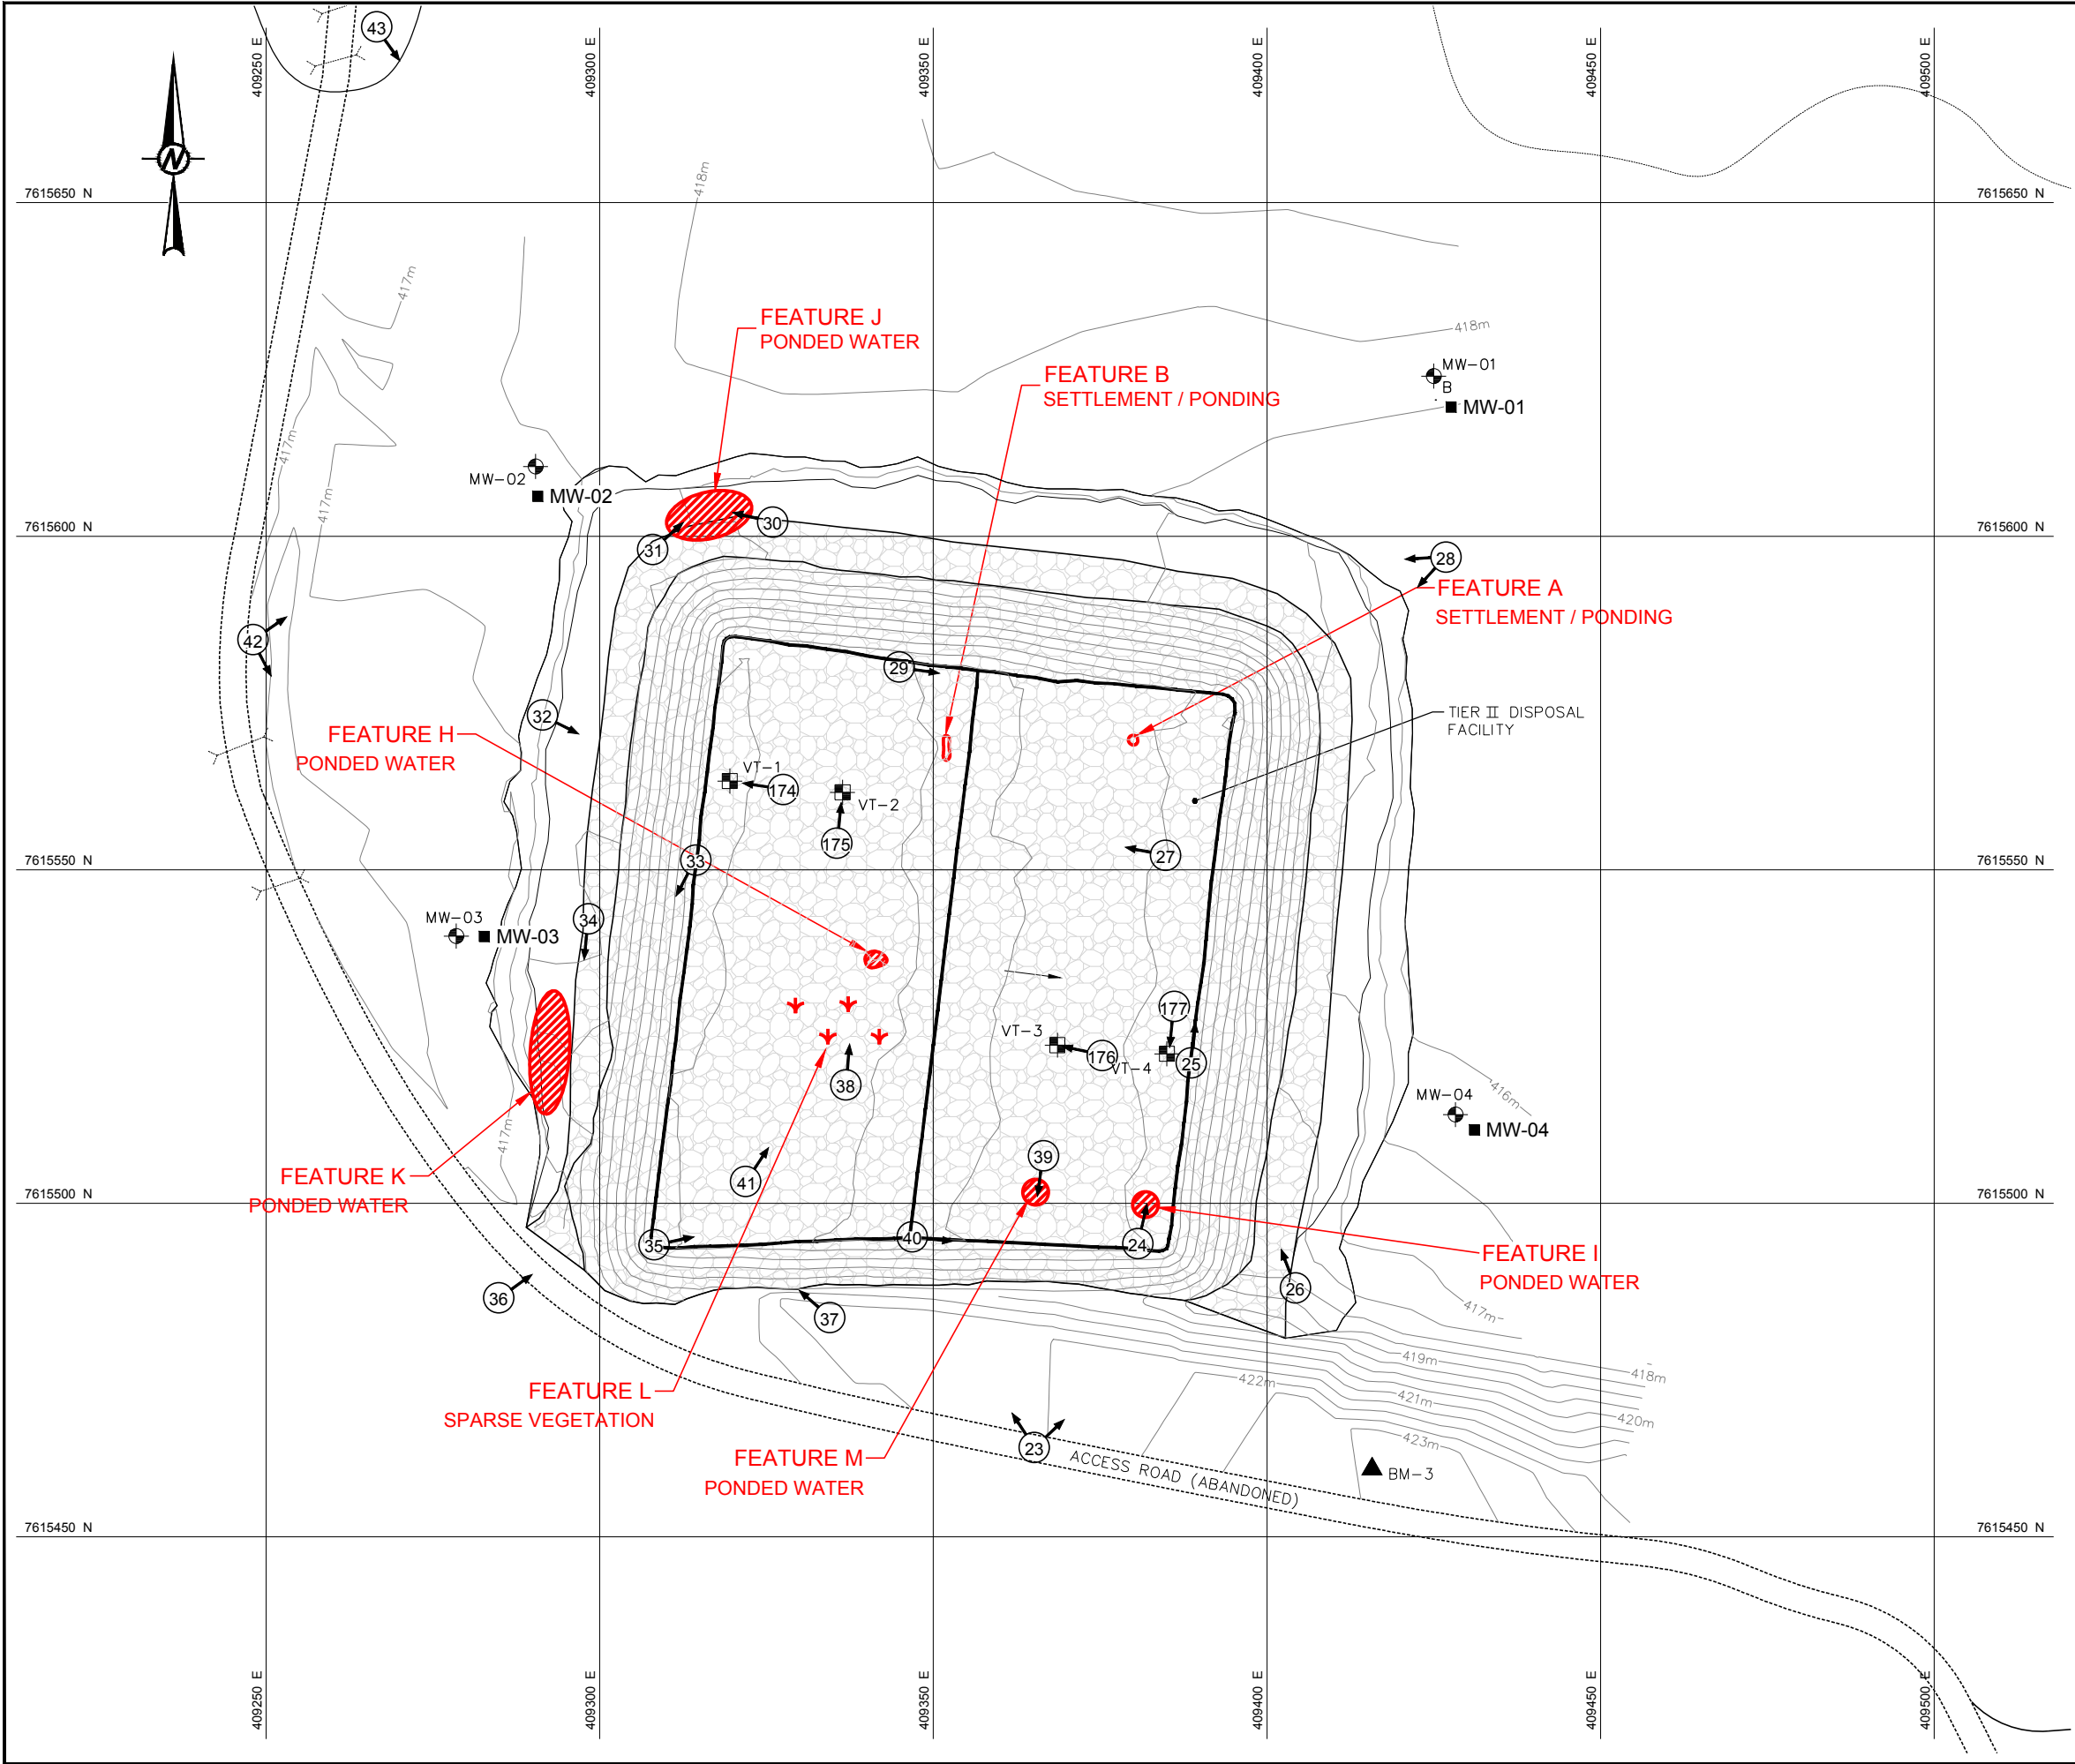 43
409250 E
409300 E
409350 E
409400 E
409450 E
409500 E
N
7615650 N
7615650 N
418m
417m
FEATURE J
PONDED WATER
418m
FEATURE B
SETTLEMENT / PONDING
MW-01
B
MW-01
417m
417m
MW-02
MW-02
7615600 N
7615600 N
30
31
28
FEATURE A
SETTLEMENT / PONDING
42
29
32
TIER II DISPOSAL
FACILITY
FEATURE H
PONDED WATER
VT-1
174
VT-2
175
27
33
7615550 N
7615550 N
34
MW-03
MW-03
177
VT-3
176
VT-4
25
38
416m
MW-04
MW-04
417m
39
FEATURE K
PONDED WATER
41
7615500 N
7615500 N
35
40
24
FEATURE I
PONDED WATER
26
36
37
417m
419m
418m
422m
421m
420m
FEATURE L
SPARSE VEGETATION
423m
23
FEATURE M
PONDED WATER
ACCESS ROAD (ABANDONED)
BM-3
7615450 N
7615450 N
409250 E
409300 E
409350 E
409400 E
409450 E
409500 E